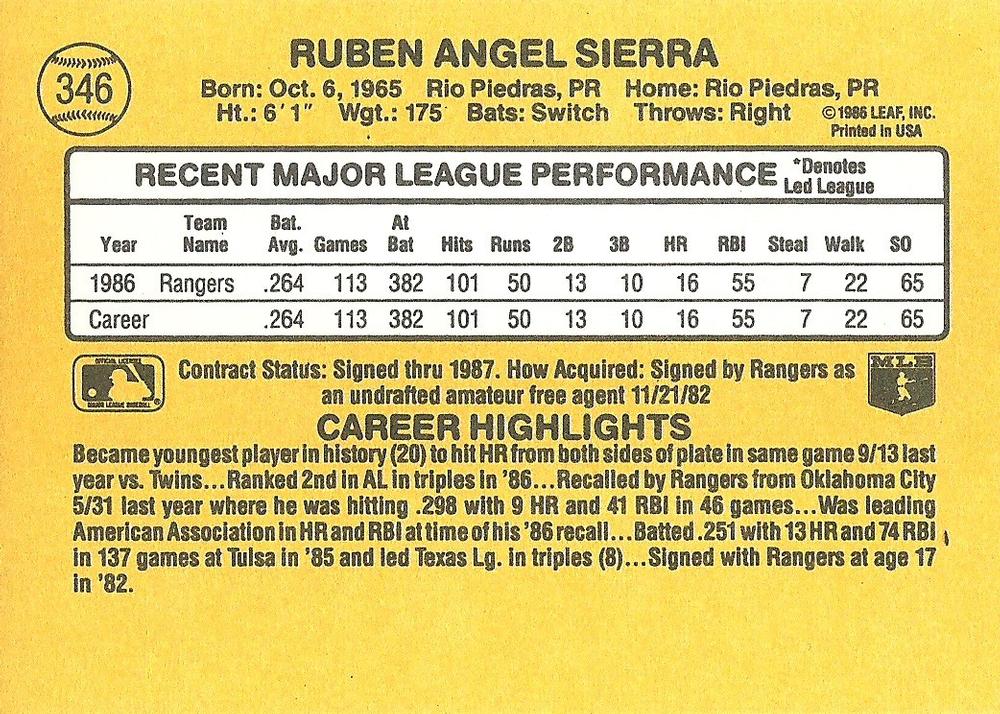 346
RUBEN ANGEL SIERRA
Born: Oct. 6, 1965 Rio Piedras, PR Home: Rio Piedras, PR
Ht.: 6' 1" Wgt.: 175 Bats: Switch Throws: Right
©1986 LEAF, INC.
Printed in USA
RECENT MAJOR LEAGUE PERFORMANCE *Denotes
Led League
Year Team Name Bat. Avg. Games At Bat Hits Runs 2B 3B HR RBI Steal Walk SO
1986 Rangers .264 113 382 101 50 13 10 16 55 7 22 65
Career .264 113 382 101 50 13 10 16 55 7 22 65
OFFICIAL LICENSEE
MAJOR LEAGUE BASEBALL ®
Contract Status: Signed thru 1987. How Acquired: Signed by Rangers as
an undrafted amateur free agent 11/21/82
MLB
CAREER HIGHLIGHTS
Became youngest player in history (20) to hit HR from both sides of plate in same game 9/13 last
year vs. Twins...Ranked 2nd in AL in triples in '86...Recalled by Rangers from Oklahoma City
5/31 last year where he was hitting .298 with 9 HR and 41 RBI in 46 games...Was leading
American Association in HR and RBI at time of his '86 recall...Batted .251 with 13 HR and 74 RBI
in 137 games at Tulsa in '85 and led Texas Lg. in triples (8)...Signed with Rangers at age 17
in '82.